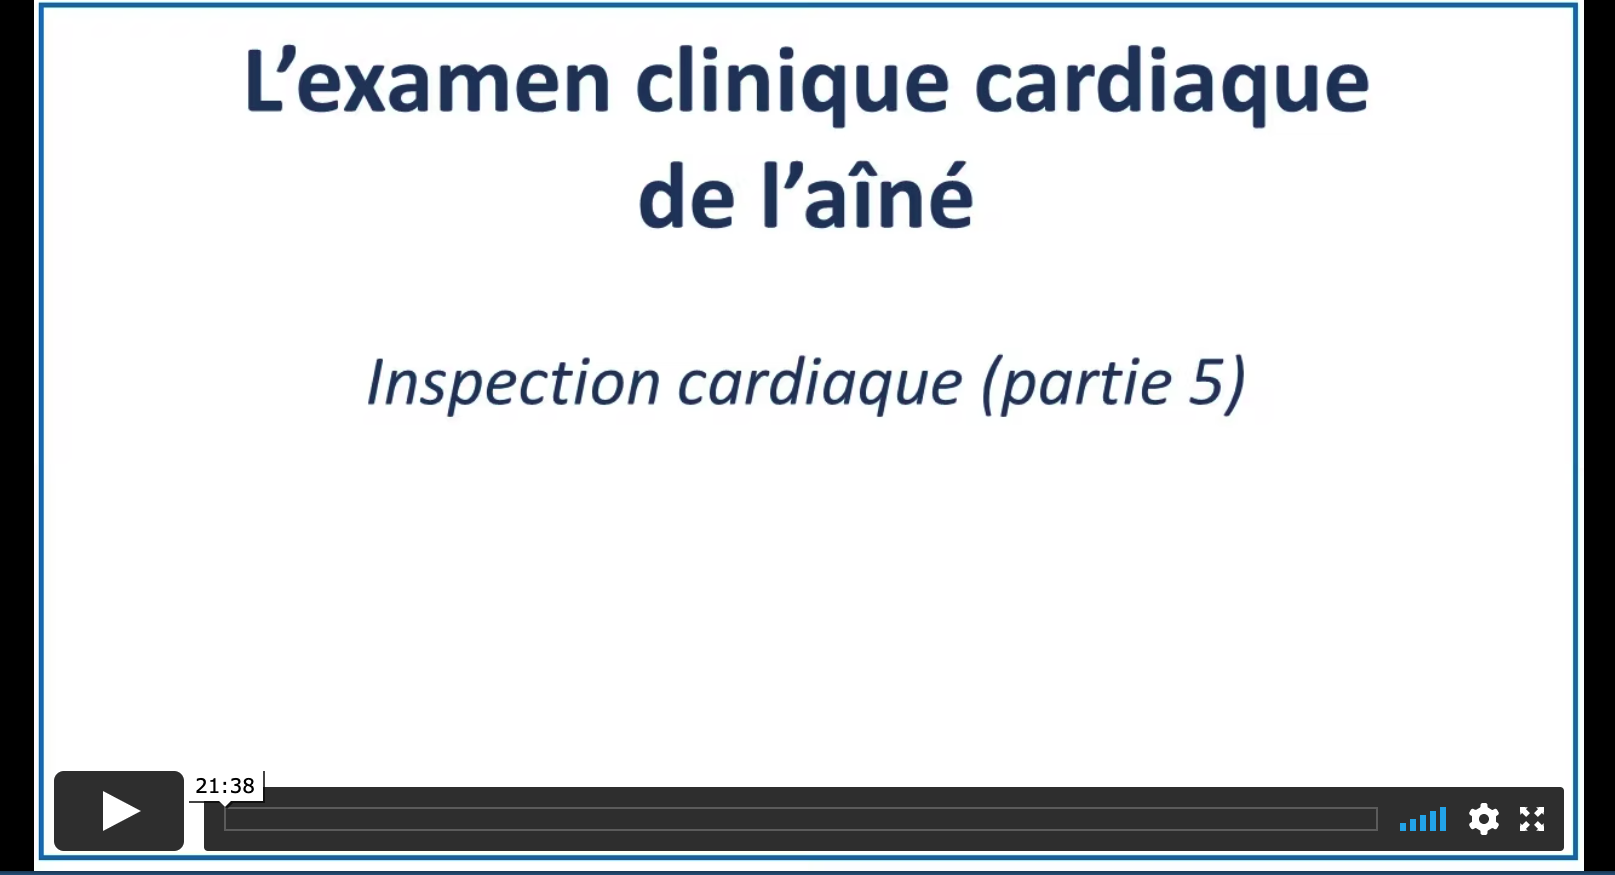 L’examen clinique cardiaque
de l’aîné
Inspection cardiaque (partie 5)
21:38